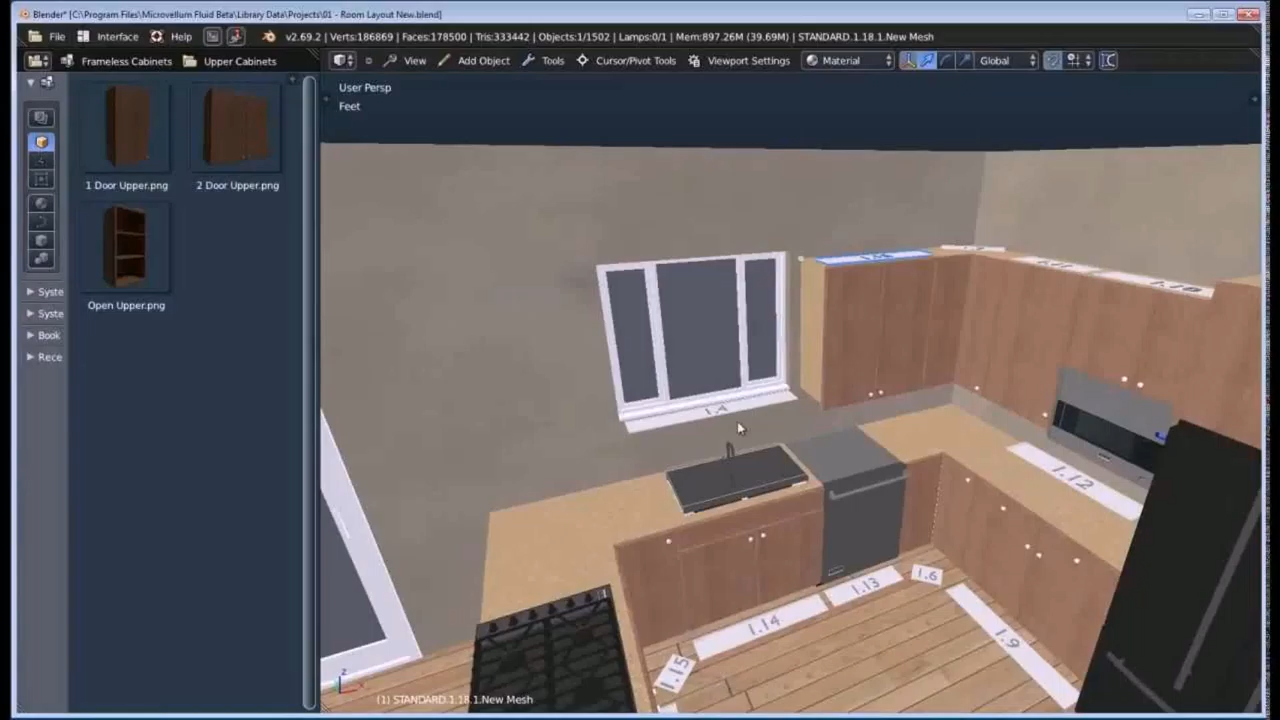 Blender* [C:\Program Files\Microvellum Fluid Beta\Library Data\Projects\01 - Room Layout New.blend]
File Interface Help v2.69.2 | Verts:186869 | Faces:178500 | Tris:333442 | Objects:1/1502 | Lamps:0/1 | Mem:897.26M (39.69M) | STANDARD.1.18.1.New Mesh
Frameless Cabinets Upper Cabinets View Add Object Tools Cursor/Pivot Tools Viewport Settings Material Global
User Persp
Feet
1 Door Upper.png 2 Door Upper.png
Open Upper.png
Syste
Syste
Book
Rece
1.4
1.12
1.6
1.13
1.14
1.9
1.15
z
(1) STANDARD.1.18.1.New Mesh